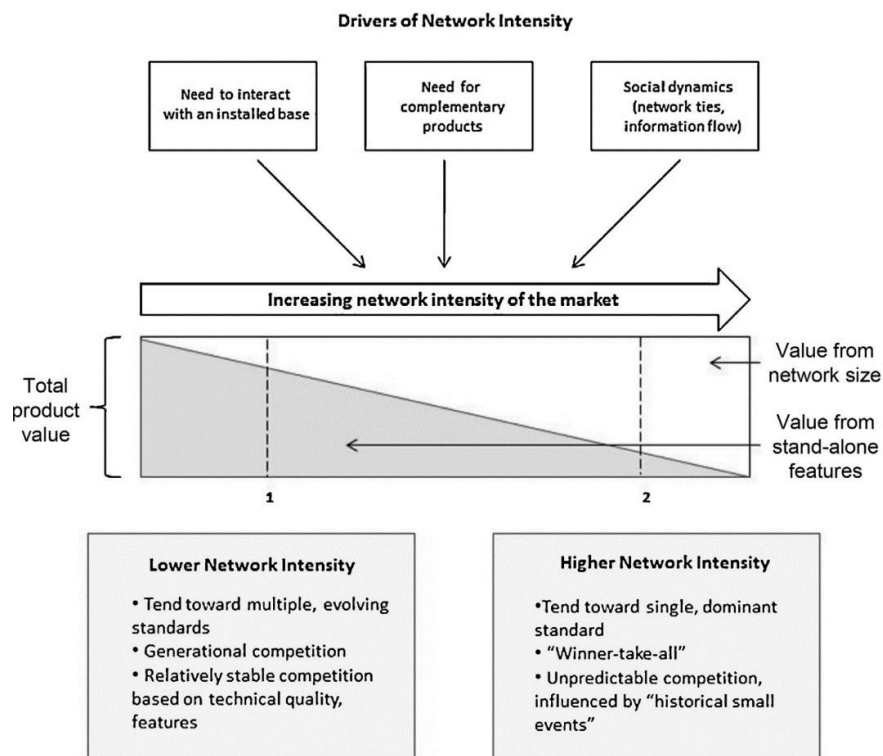 Drivers of Network Intensity
Need to interact
with an installed base
Need for
complementary
products
Social dynamics
(network ties,
information flow)
Increasing network intensity of the market
Total
product
value
Value from
network size
Value from
stand-alone
features
1
2
Lower Network Intensity
• Tend toward multiple, evolving
standards
• Generational competition
• Relatively stable competition
based on technical quality,
features
Higher Network Intensity
•Tend toward single, dominant
standard
• “Winner-take-all”
• Unpredictable competition,
influenced by “historical small
events”